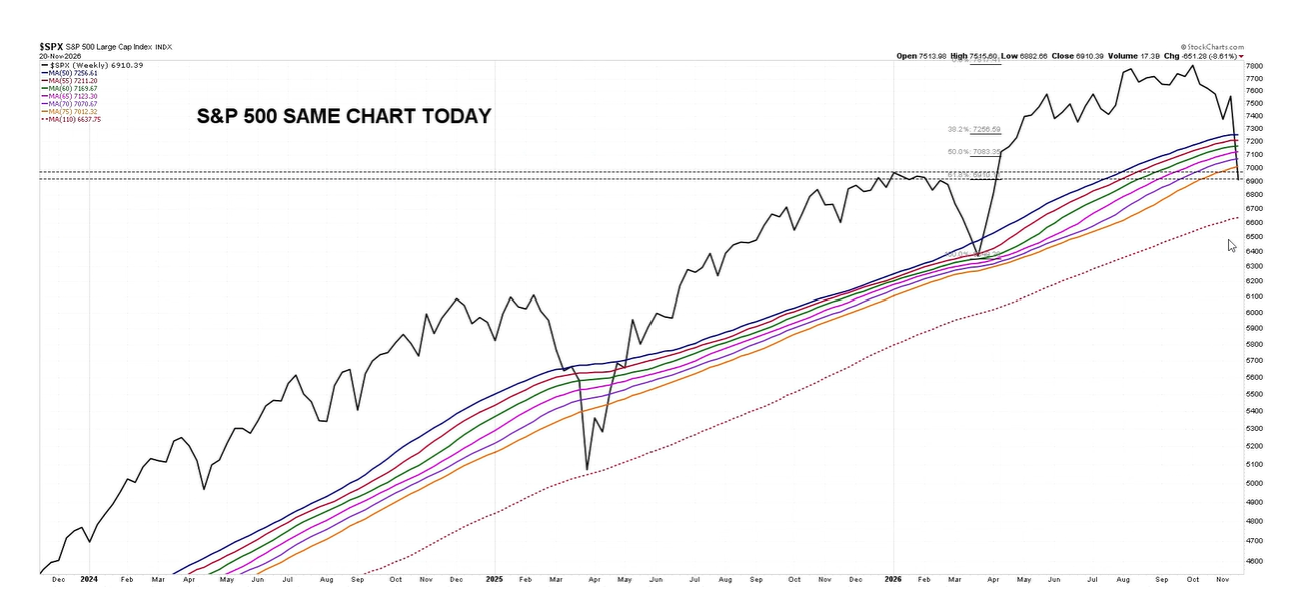 $SPX S&P 500 Large Cap Index INDX
© StockCharts.com
20-Nov-2026
Open 7513.98 High 7515.60 Low 6882.66 Close 6910.39 Volume 17.3B Chg -651.28 (-8.61%)
$SPX (Weekly) 6910.39
MA(50) 7256.61
MA(55) 7211.20
MA(60) 7169.67
MA(65) 7123.30
MA(70) 7070.67
MA(75) 7012.32
MA(110) 6637.75
S&P 500 SAME CHART TODAY
38.2%: 7256.69
50.0%:
61.8%:
7800
7700
7600
7500
7400
7300
7200
7100
7000
6900
6800
6700
6600
6500
6400
6300
6200
6100
6000
5900
5800
5700
5600
5500
5400
5300
5200
5100
5000
4900
4800
4700
4600
Dec 2024 Feb Mar Apr May Jun Jul Aug Sep Oct Nov Dec 2025 Feb Mar Apr May Jun Jul Aug Sep Oct Nov Dec 2026 Feb Mar Apr May Jun Jul Aug Sep Oct Nov